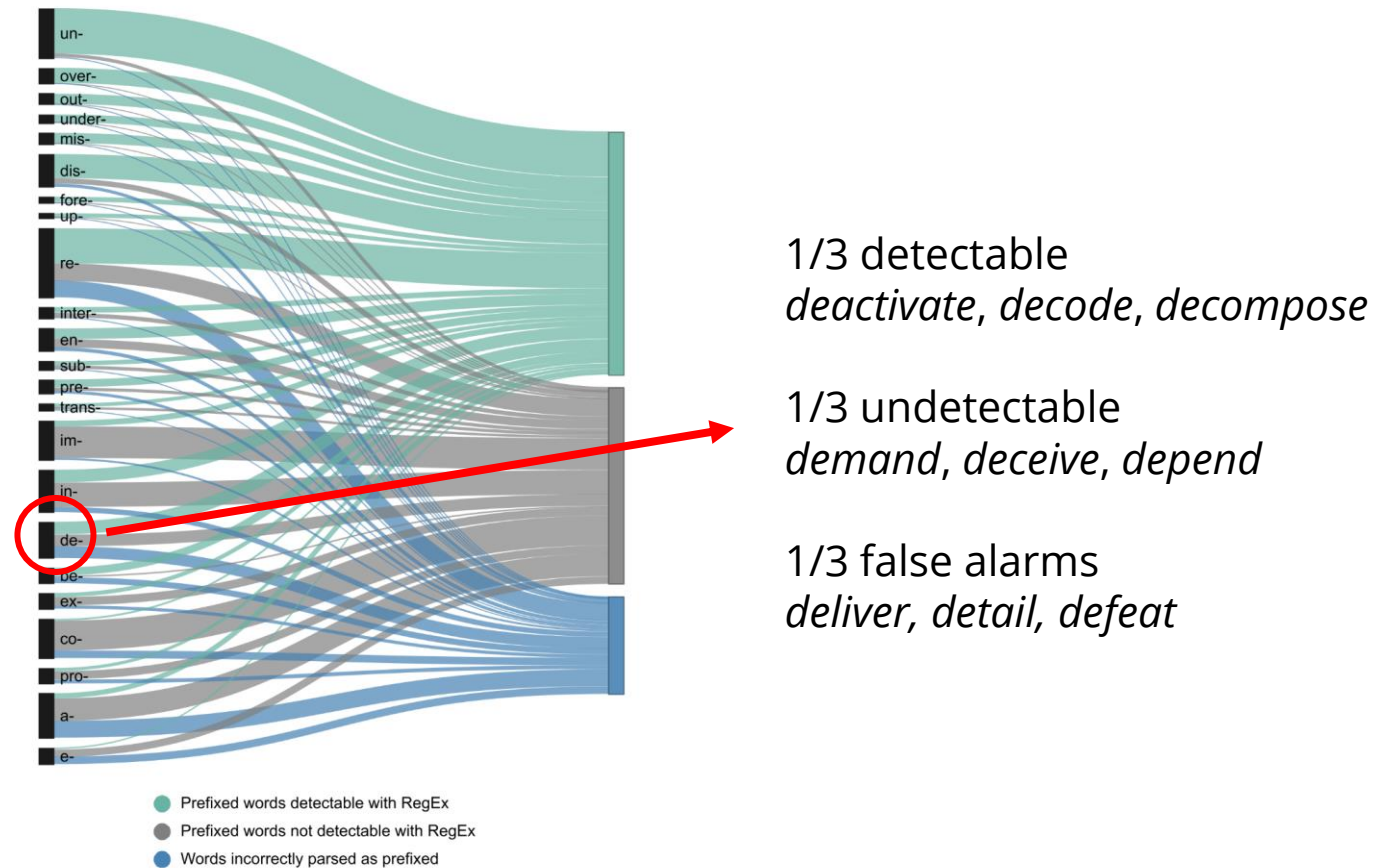 un-
over-
out-
under-
mis-
dis-
fore-
up-
re-
inter-
en-
sub-
pre-
trans-
im-
in-
de-
be-
ex-
co-
pro-
a-
e-
Prefixed words detectable with RegEx
Prefixed words not detectable with RegEx
Words incorrectly parsed as prefixed
1/3 detectable
deactivate, decode, decompose
1/3 undetectable
demand, deceive, depend
1/3 false alarms
deliver, detail, defeat